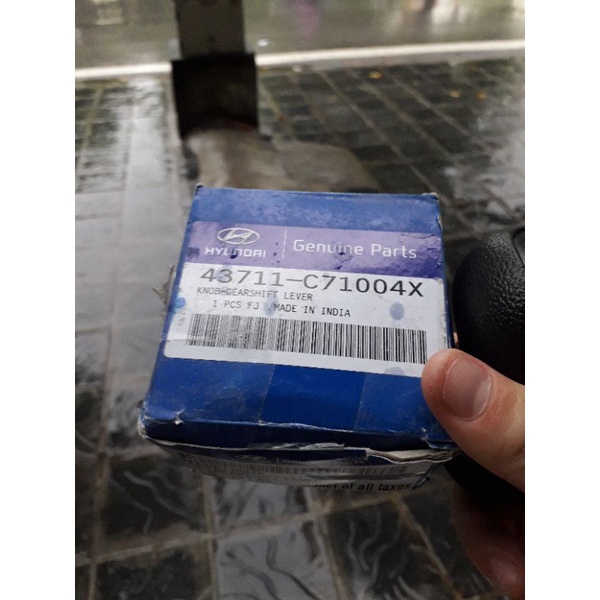 HYUNDAI
Genuine Parts
43711-C71004X
KNOB-GEARSHIFT LEVER
1 PCS FJ MADE IN INDIA
of all taxes